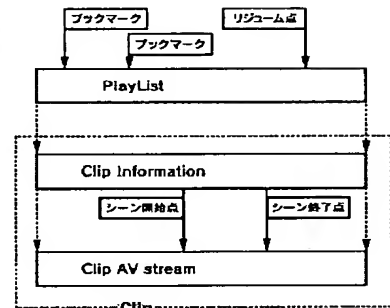 ブックマーク
リジューム点
ブックマーク
PlayList
Clip Information
シーン開始点
シーン終了点
Clip AV stream
Clip